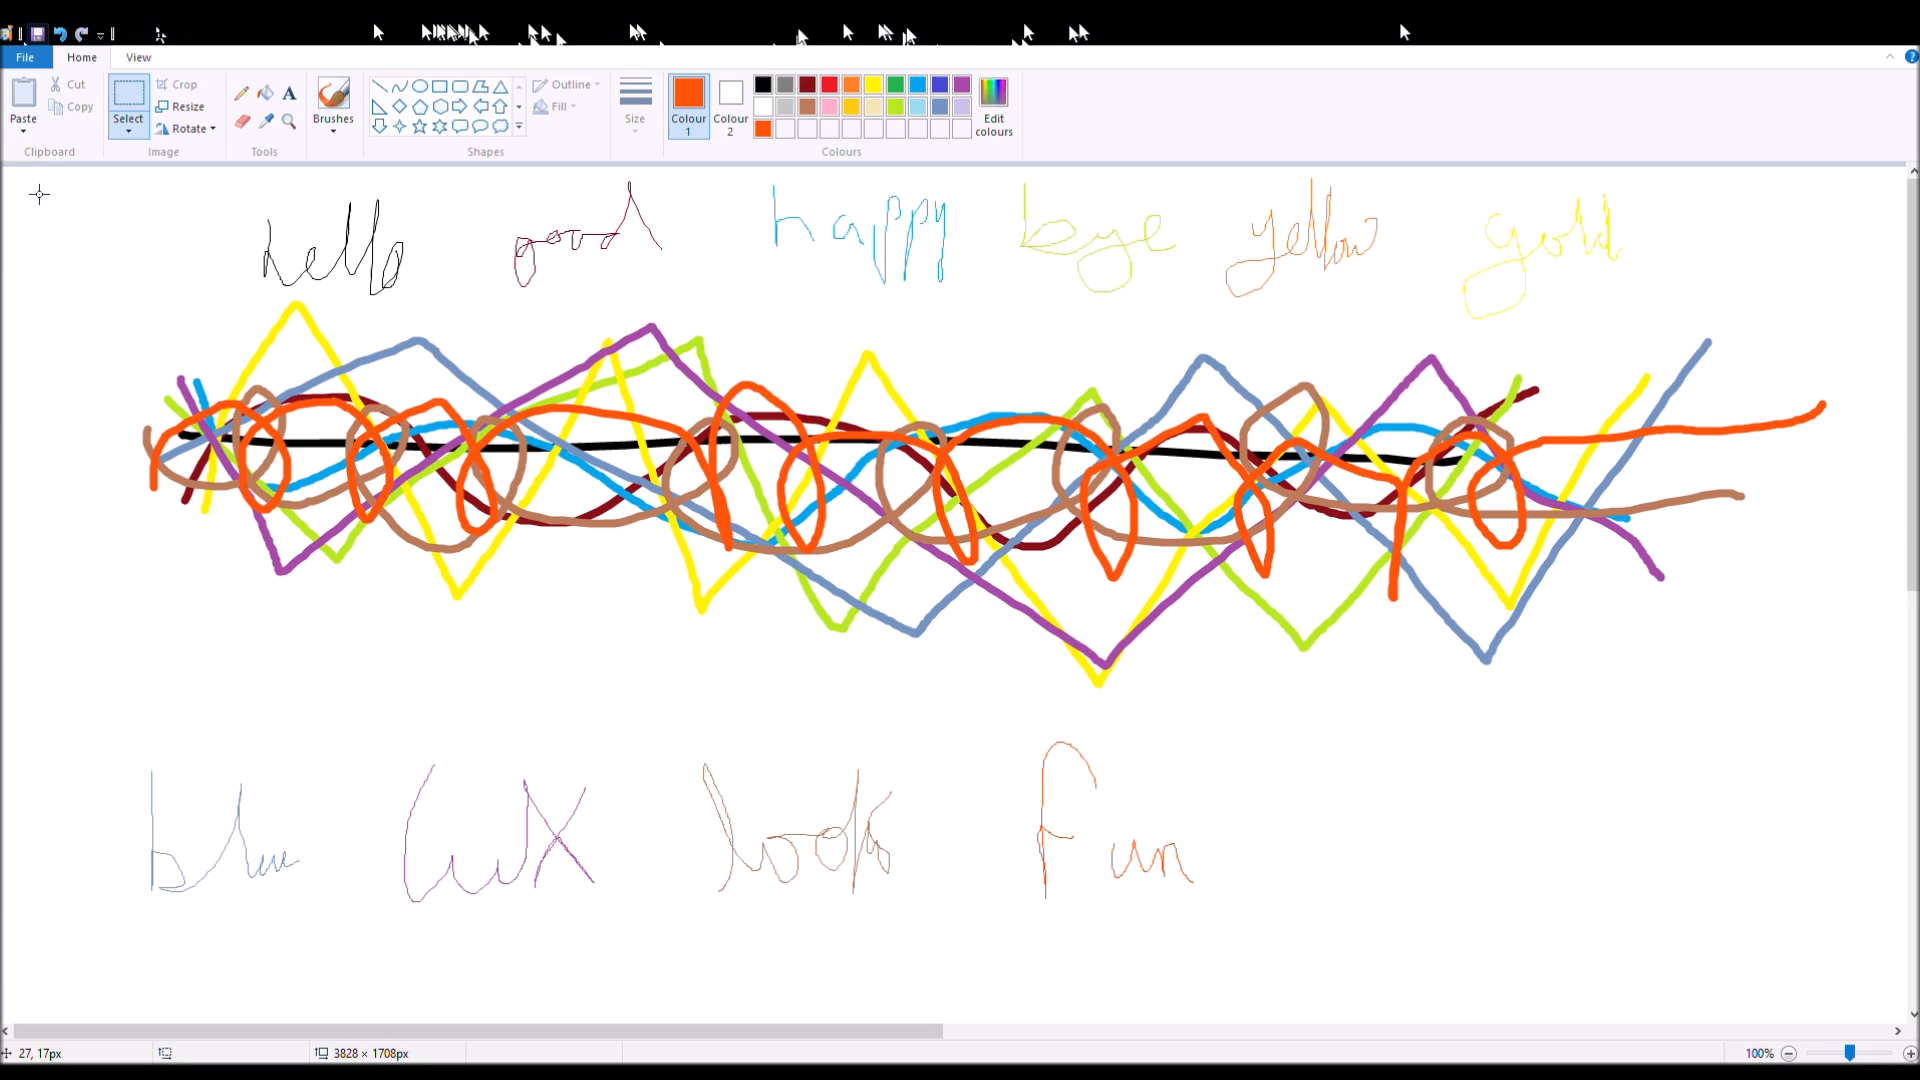 File Home View
Paste Cut Copy Select Crop Resize Rotate A Brushes Outline Fill Size Colour 1 Colour 2 Edit colours
Clipboard Image Tools Shapes Colours
hello good happy bye yellow gold
blue wx book Fun
27, 17px 3828 × 1708px 100%